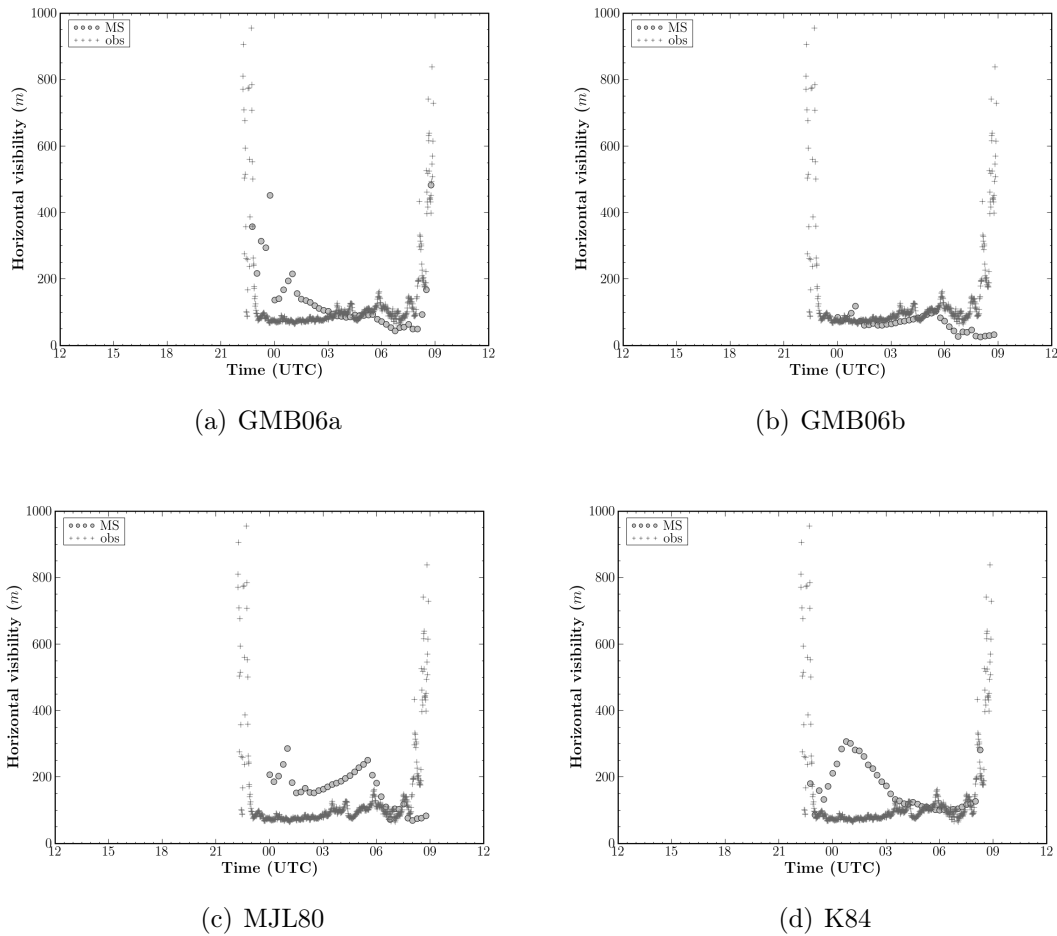 1000
MS
obs
800
600
400
200
0
Horizontal visibility (m)
12 15 18 21 00 03 06 09 12
Time (UTC)
(a) GMB06a
1000
MS
obs
800
600
400
200
0
Horizontal visibility (m)
12 15 18 21 00 03 06 09 12
Time (UTC)
(b) GMB06b
1000
MS
obs
800
600
400
200
0
Horizontal visibility (m)
12 15 18 21 00 03 06 09 12
Time (UTC)
(c) MJL80
1000
MS
obs
800
600
400
200
0
Horizontal visibility (m)
12 15 18 21 00 03 06 09 12
Time (UTC)
(d) K84